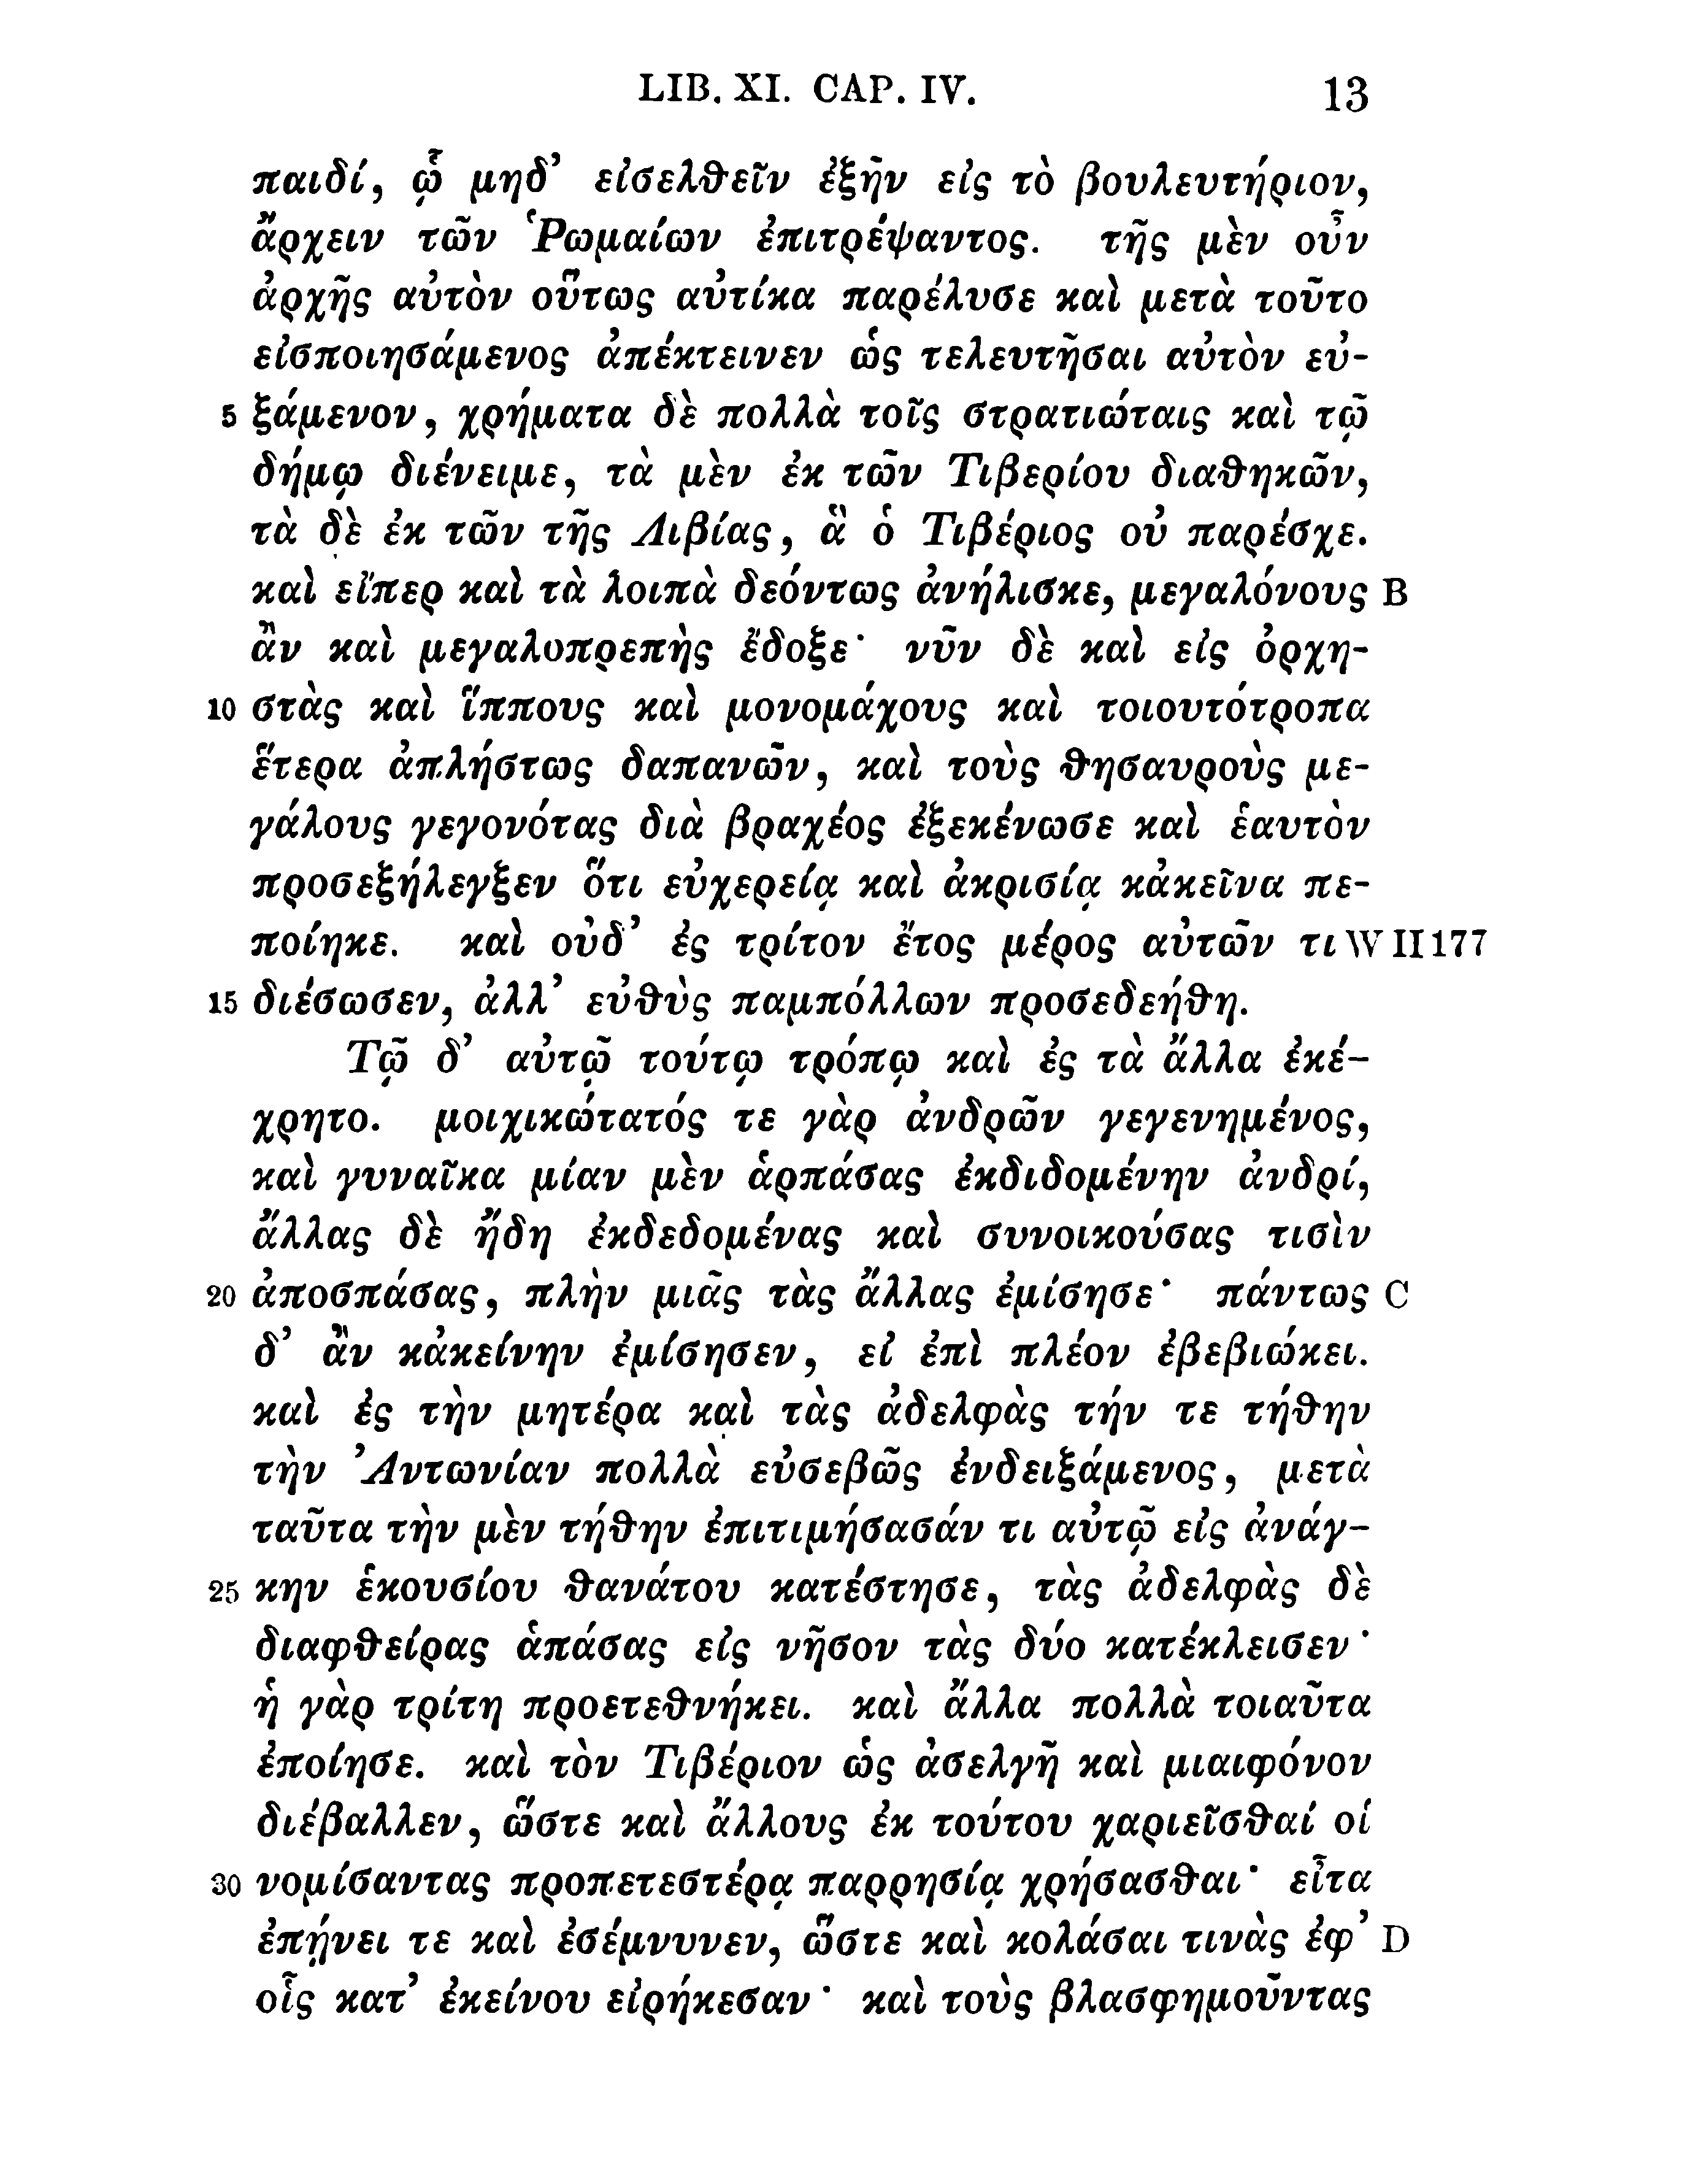 LIB. XI. CAP. IV. 13
παιδί, ᾧ μηδ’ εἰσελθεῖν ἐξῆν εἰς τὸ βουλευτήριον,
ἄρχειν τῶν Ῥωμαίων ἐπιτρέψαντος. τῆς μὲν οὖν
ἀρχῆς αὐτὸν οὕτως αὐτίκα παρέλυσε καὶ μετὰ τοῦτο
εἰσποιησάμενος ἀπέκτεινεν ὡς τελευτῆσαι αὐτὸν εὐ-
5 ξάμενον, χρήματα δὲ πολλὰ τοῖς στρατιώταις καὶ τῷ
δήμῳ διένειμε, τὰ μὲν ἐκ τῶν Τιβερίου διαθηκῶν,
τὰ δὲ ἐκ τῶν τῆς Λιβίας, ἃ ὁ Τιβέριος οὐ παρέσχε.
καὶ εἴπερ καὶ τὰ λοιπὰ δεόντως ἀνήλισκε, μεγαλόνους B
ἂν καὶ μεγαλοπρεπὴς ἔδοξε· νῦν δὲ καὶ εἰς ὀρχη-
10 στὰς καὶ ἵππους καὶ μονομάχους καὶ τοιουτότροπα
ἕτερα ἀπλήστως δαπανῶν, καὶ τοὺς θησαυροὺς με-
γάλους γεγονότας διὰ βραχέος ἐξεκένωσε καὶ ἑαυτὸν
προσεξήλεγξεν ὅτι εὐχερείᾳ καὶ ἀκρισίᾳ κἀκεῖνα πε-
ποίηκε. καὶ οὐδ’ ἐς τρίτον ἔτος μέρος αὐτῶν τι W II 177
15 διέσωσεν, ἀλλ’ εὐθὺς παμπόλλων προσεδεήθη.
Τῷ δ’ αὐτῷ τούτῳ τρόπῳ καὶ ἐς τὰ ἄλλα ἐκέ-
χρητο. μοιχικώτατός τε γὰρ ἀνδρῶν γεγενημένος,
καὶ γυναῖκα μίαν μὲν ἁρπάσας ἐκδιδομένην ἀνδρί,
ἄλλας δὲ ἤδη ἐκδεδομένας καὶ συνοικούσας τισὶν
20 ἀποσπάσας, πλὴν μιᾶς τὰς ἄλλας ἐμίσησε· πάντως C
δ’ ἂν κἀκείνην ἐμίσησεν, εἰ ἐπὶ πλέον ἐβεβιώκει.
καὶ ἐς τὴν μητέρα καὶ τὰς ἀδελφὰς τήν τε τήθην
τὴν Ἀντωνίαν πολλὰ εὐσεβῶς ἐνδειξάμενος, μετὰ
ταῦτα τὴν μὲν τήθην ἐπιτιμήσασάν τι αὐτῷ εἰς ἀνάγ-
25 κην ἑκουσίου θανάτου κατέστησε, τὰς ἀδελφὰς δὲ
διαφθείρας ἁπάσας εἰς νῆσον τὰς δύο κατέκλεισεν·
ἡ γὰρ τρίτη προετεθνήκει. καὶ ἄλλα πολλὰ τοιαῦτα
ἐποίησε. καὶ τὸν Τιβέριον ὡς ἀσελγῆ καὶ μιαιφόνον
διέβαλλεν, ὥστε καὶ ἄλλους ἐκ τούτου χαριεῖσθαί οἱ
30 νομίσαντας προπετεστέρᾳ παρρησίᾳ χρήσασθαι· εἶτα
ἐπῄνει τε καὶ ἐσέμνυνεν, ὥστε καὶ κολάσαι τινὰς ἐφ’ D
οἷς κατ’ ἐκείνου εἰρήκεσαν· καὶ τοὺς βλασφημοῦντας